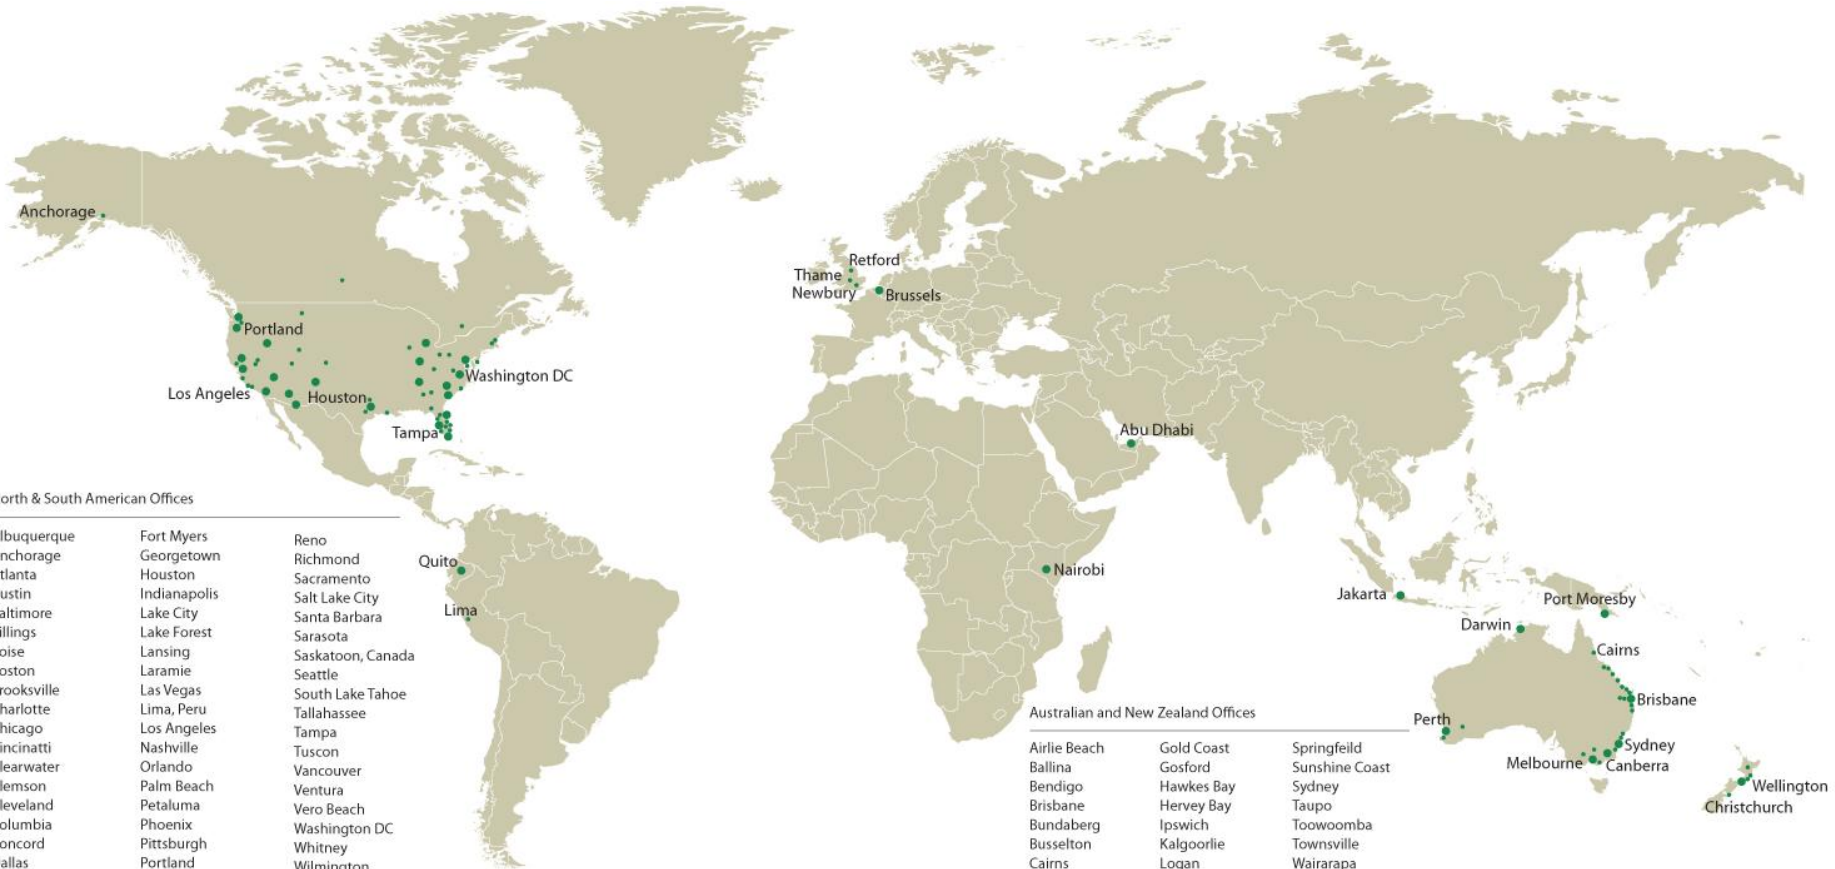 Anchorage
Retford
Thame
Newbury
Brussels
Portland
Washington DC
Los Angeles
Houston
Tampa
Abu Dhabi
Quito
Lima
Nairobi
Jakarta
Port Moresby
Darwin
Cairns
Brisbane
Perth
Sydney
Melbourne
Canberra
Wellington
Christchurch
orth & South American Offices
lbuquerque
nchorage
tlanta
ustin
altimore
illings
oise
oston
rooksville
harlotte
hicago
incinatti
learwater
lemson
leveland
olumbia
oncord
allas
Fort Myers
Georgetown
Houston
Indianapolis
Lake City
Lake Forest
Lansing
Laramie
Las Vegas
Lima, Peru
Los Angeles
Nashville
Orlando
Palm Beach
Petaluma
Phoenix
Pittsburgh
Portland
Reno
Richmond
Sacramento
Salt Lake City
Santa Barbara
Sarasota
Saskatoon, Canada
Seattle
South Lake Tahoe
Tallahassee
Tampa
Tuscon
Vancouver
Ventura
Vero Beach
Washington DC
Whitney
Wilmington
Australian and New Zealand Offices
Airlie Beach
Ballina
Bendigo
Brisbane
Bundaberg
Busselton
Cairns
Gold Coast
Gosford
Hawkes Bay
Hervey Bay
Ipswich
Kalgoorlie
Logan
Springfeild
Sunshine Coast
Sydney
Taupo
Toowoomba
Townsville
Wairarapa